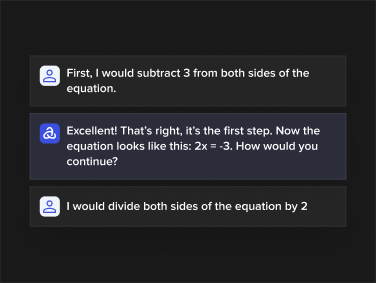 First, I would subtract 3 from both sides of the
equation.
Excellent! That's right, it's the first step. Now the
equation looks like this: 2x = -3. How would you
continue?
I would divide both sides of the equation by 2